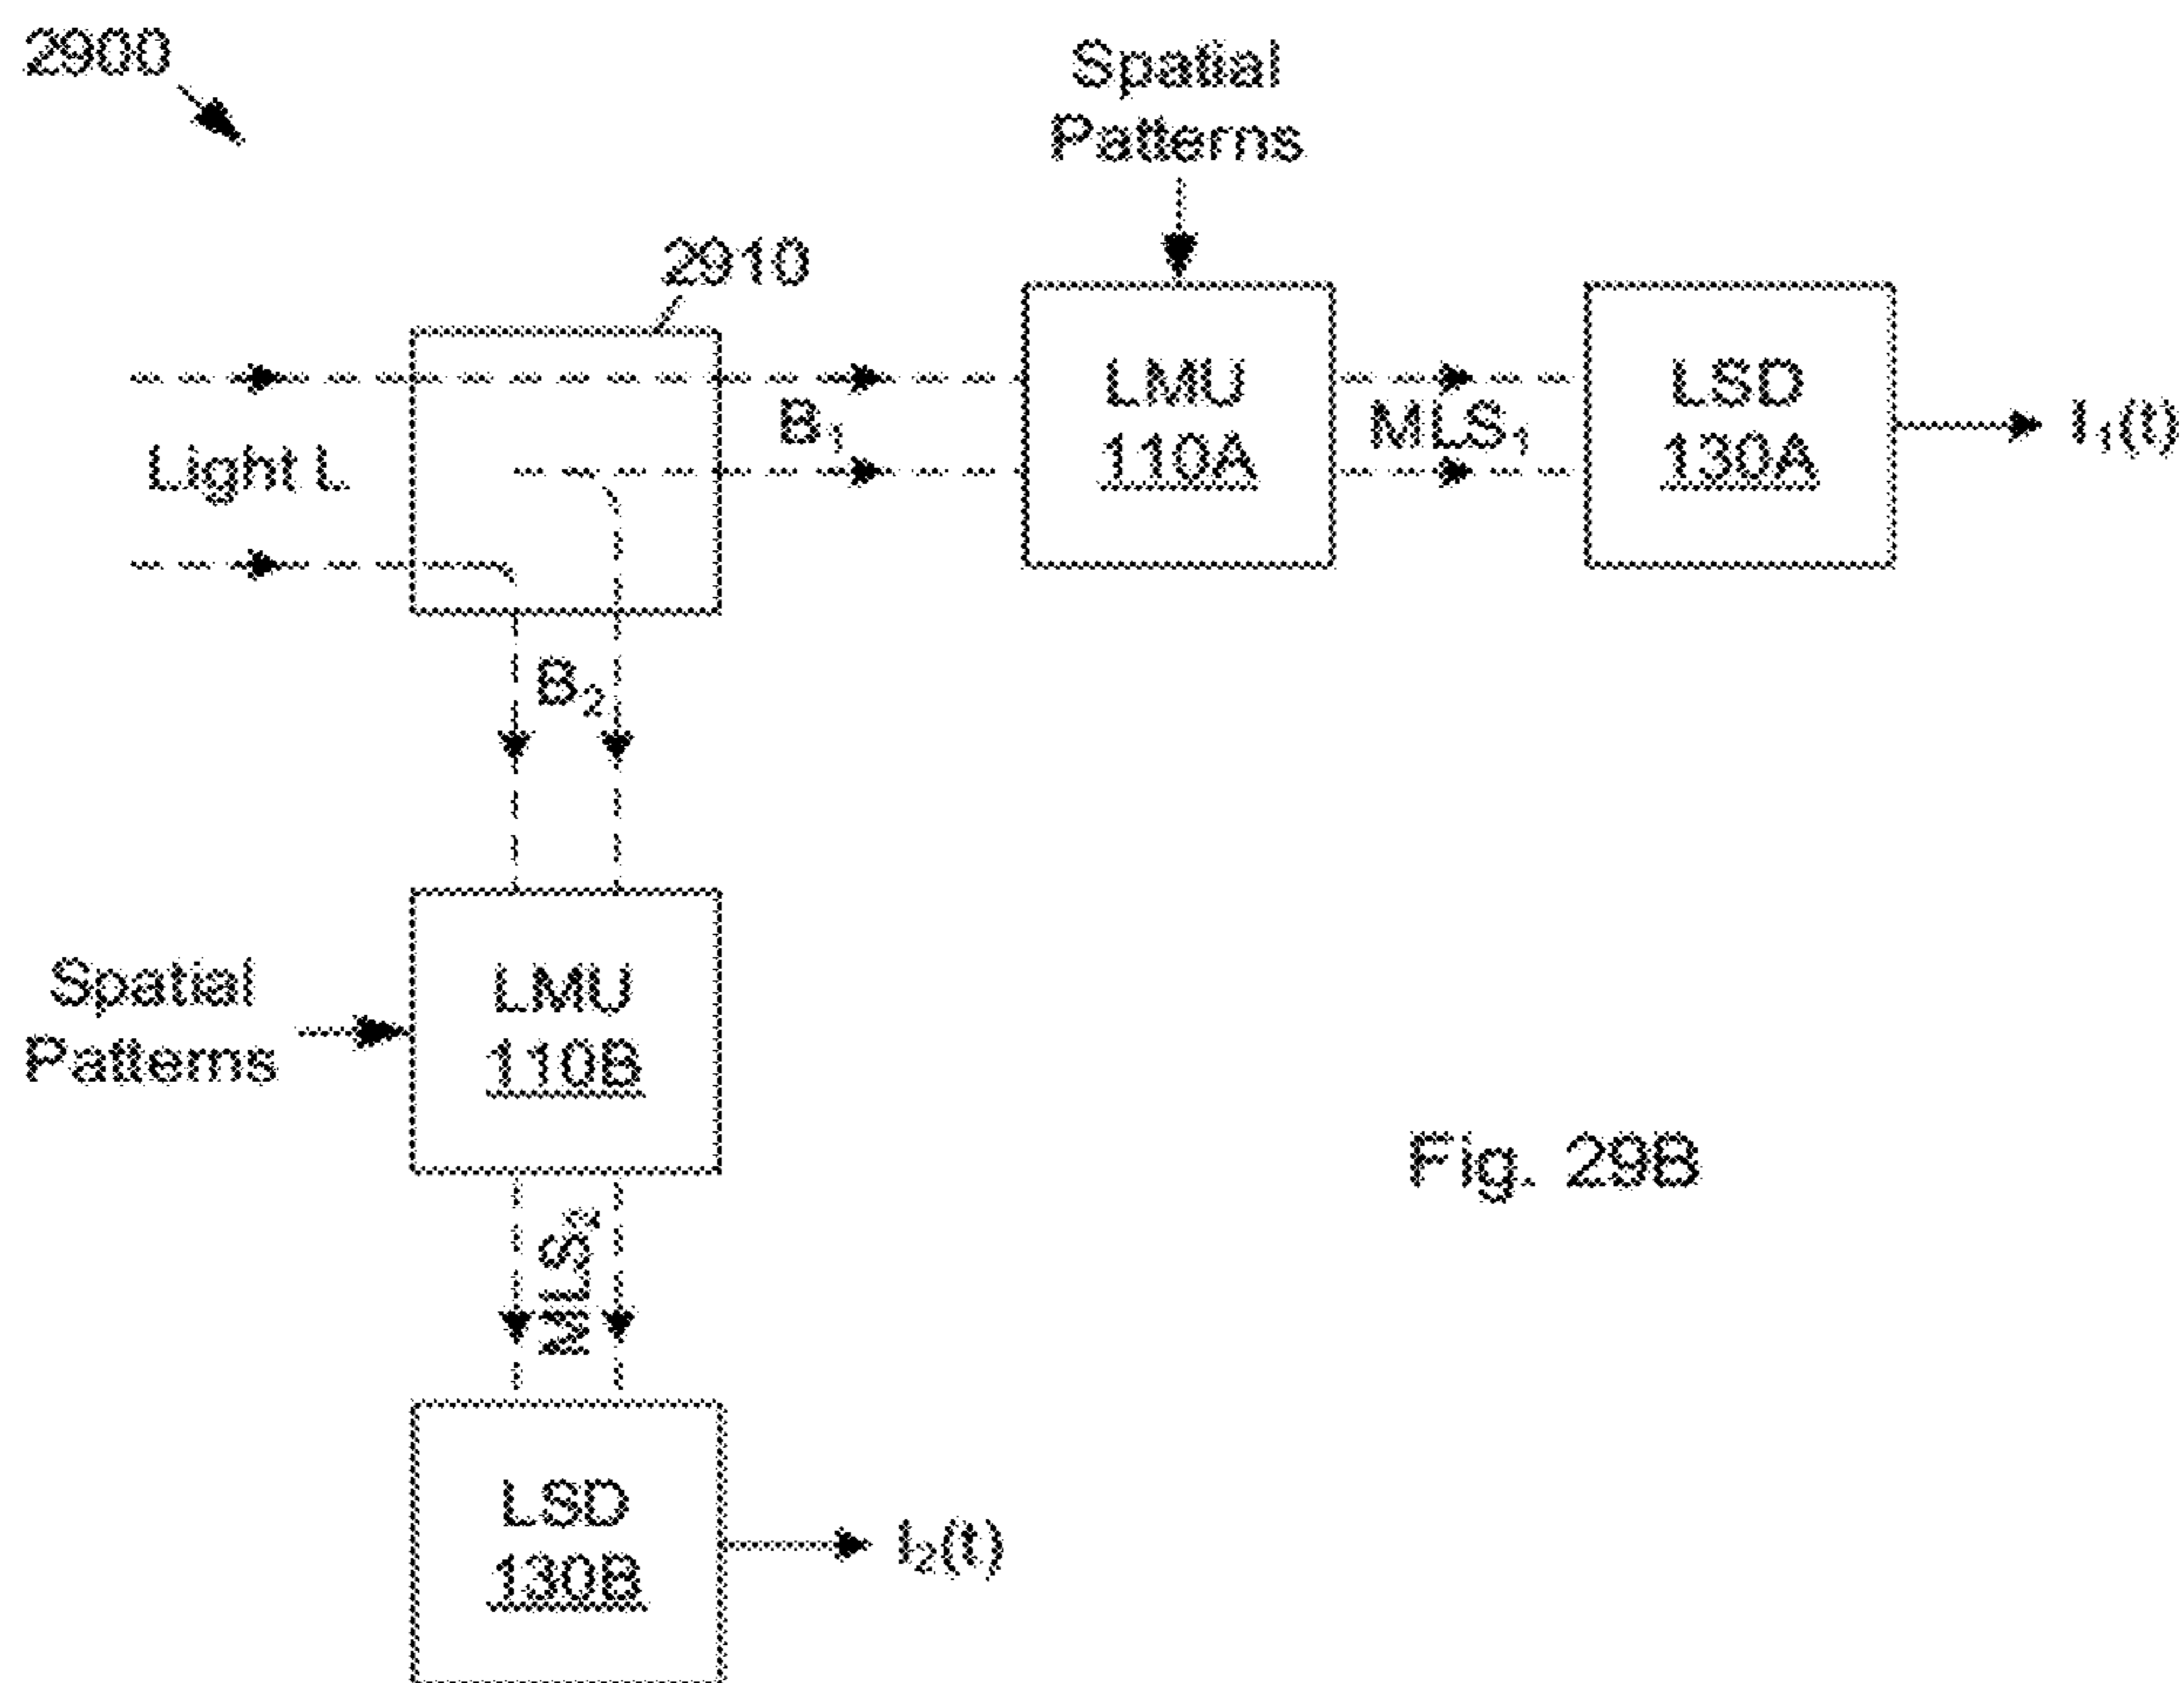 2900
Spatial
Patterns
2910
Light L
B₁
LMU
110A
MLS₁
LSD
130A
I₁(t)
B₂
Spatial
Patterns
LMU
110B
Fig. 29B
MLS₂
LSD
130B
I₂(t)